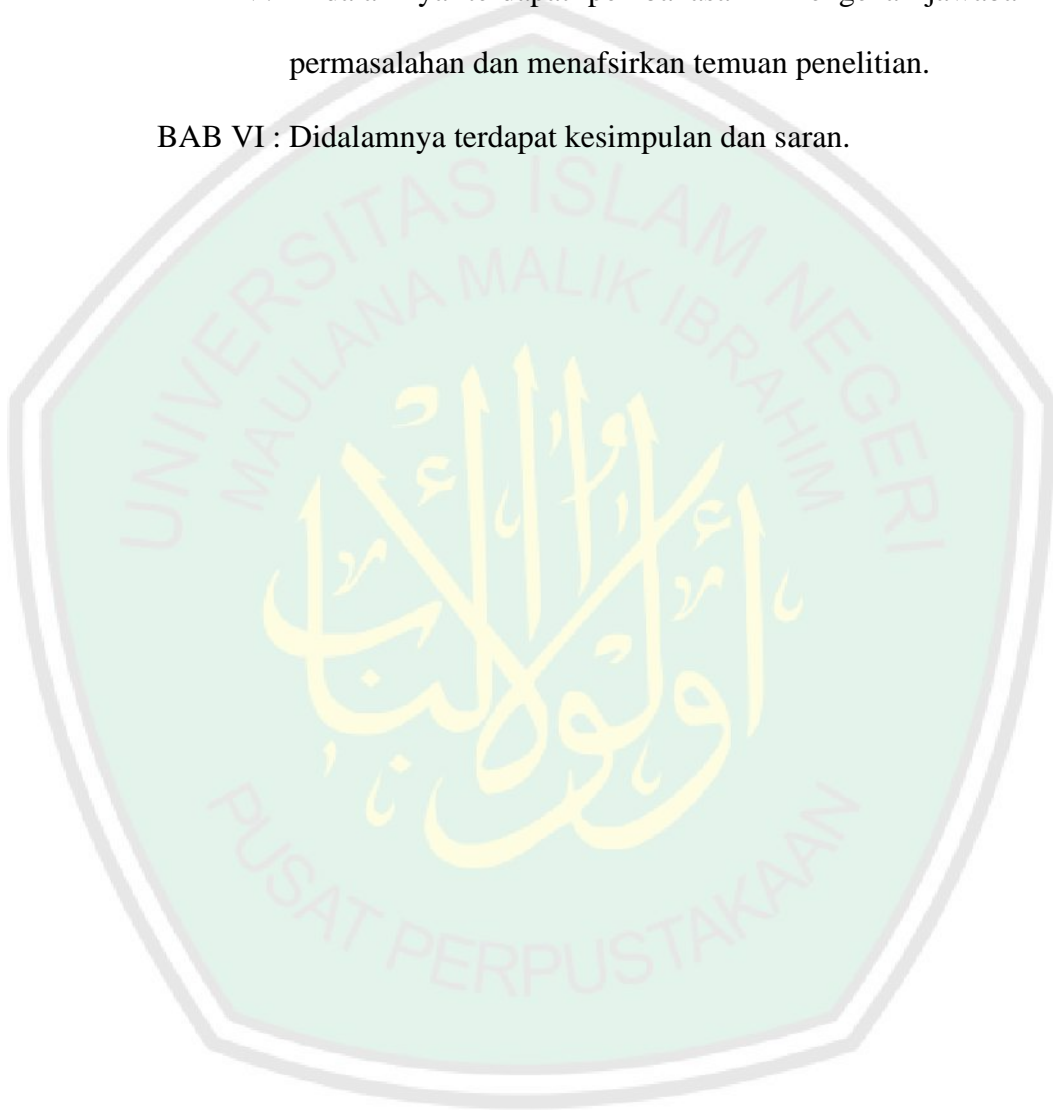 permasalahan dan menafsirkan temuan penelitian.
BAB VI : Didalamnya terdapat kesimpulan dan saran.
UNIVERSITAS ISLAM NEGERI
MAULANA MALIK IBRAHIM
أولو الألباب
PUSAT PERPUSTAKAAN